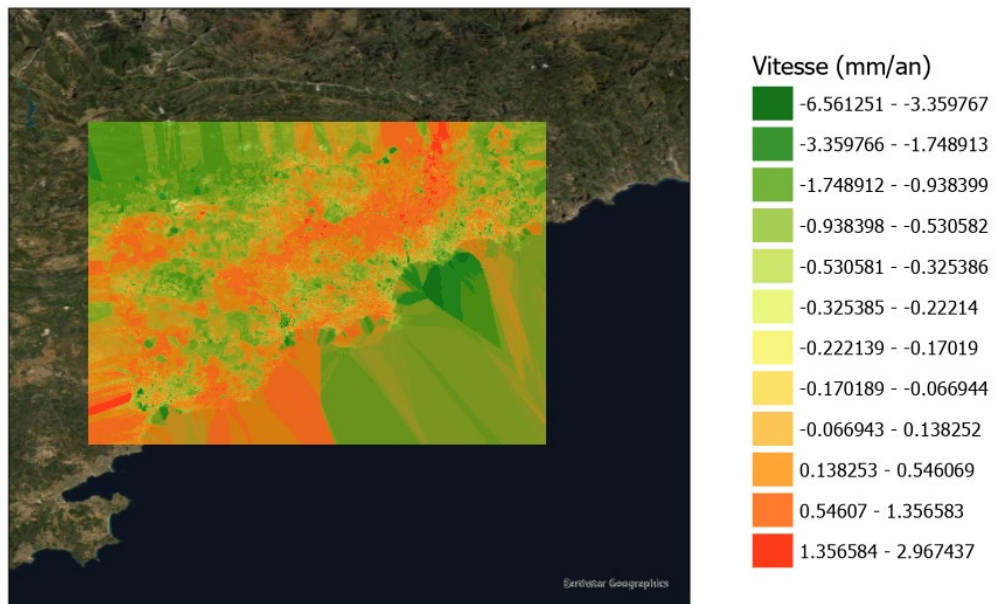 Vitesse (mm/an)
-6.561251 - -3.359767
-3.359766 - -1.748913
-1.748912 - -0.938399
-0.938398 - -0.530582
-0.530581 - -0.325386
-0.325385 - -0.22214
-0.222139 - -0.17019
-0.170189 - -0.066944
-0.066943 - 0.138252
0.138253 - 0.546069
0.54607 - 1.356583
1.356584 - 2.967437
Earthstar Geographics